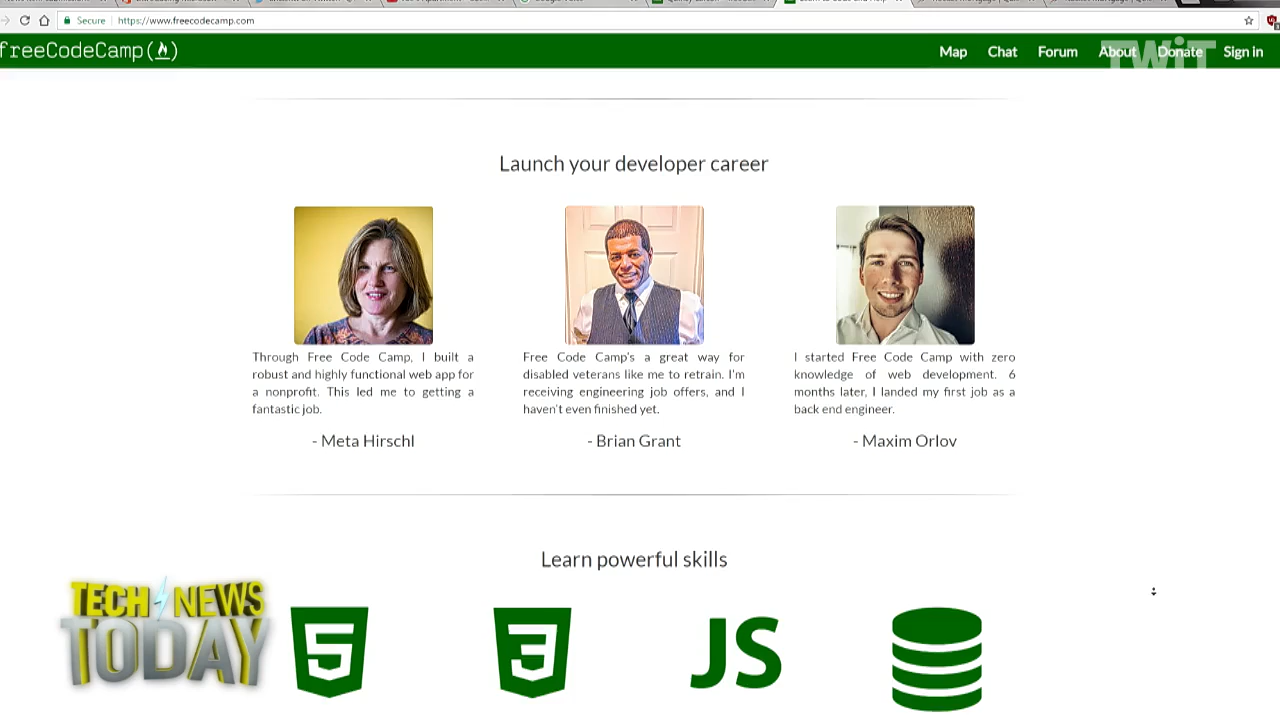 Secure | https://www.freecodecamp.com
freeCodeCamp
Map Chat Forum About Donate Sign in
TWiT
Launch your developer career
Through Free Code Camp, I built a
robust and highly functional web app for
a nonprofit. This led me to getting a
fantastic job.
- Meta Hirschl
Free Code Camp's a great way for
disabled veterans like me to retrain. I'm
receiving engineering job offers, and I
haven't even finished yet.
- Brian Grant
I started Free Code Camp with zero
knowledge of web development. 6
months later, I landed my first job as a
back end engineer.
- Maxim Orlov
Learn powerful skills
TECH NEWS
TODAY
5
3
JS